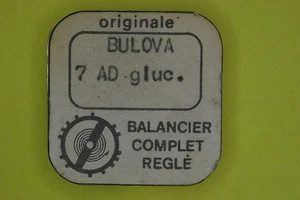 originale
BULOVA
7 AD gluc.
BALANCIER
COMPLET
REGLÉ